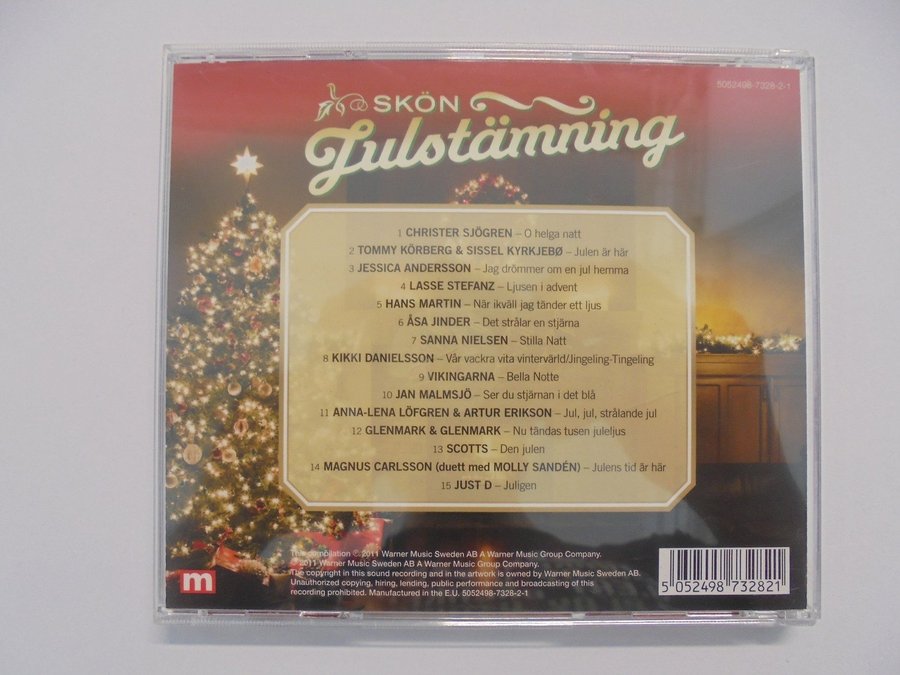 5052498-7328-2-1
SKÖN
Julstämning
1 CHRISTER SJÖGREN – O helga natt
2 TOMMY KÖRBERG & SISSEL KYRKJEBØ – Julen är här
3 JESSICA ANDERSSON – Jag drömmer om en jul hemma
4 LASSE STEFANZ – Ljusen i advent
5 HANS MARTIN – När ikväll jag tänder ett ljus
6 ÅSA JINDER – Det strålar en stjärna
7 SANNA NIELSEN – Stilla Natt
8 KIKKI DANIELSSON – Vår vackra vita vintervärld/Jingeling-Tingeling
9 VIKINGARNA – Bella Notte
10 JAN MALMSJÖ – Ser du stjärnan i det blå
11 ANNA-LENA LÖFGREN & ARTUR ERIKSON – Jul, jul, strålande jul
12 GLENMARK & GLENMARK – Nu tändas tusen juleljus
13 SCOTTS – Den julen
14 MAGNUS CARLSSON (duett med MOLLY SANDÉN) – Julens tid är här
15 JUST D – Juligen
This compilation ℗ 2011 Warner Music Sweden AB A Warner Music Group Company.
© 2011 Warner Music Sweden AB A Warner Music Group Company.
The copyright in this sound recording and in the artwork is owned by Warner Music Sweden AB.
Unauthorized copying, hiring, lending, public performance and broadcasting of this
recording prohibited. Manufactured in the E.U. 5052498-7328-2-1
m
5 052498 732821